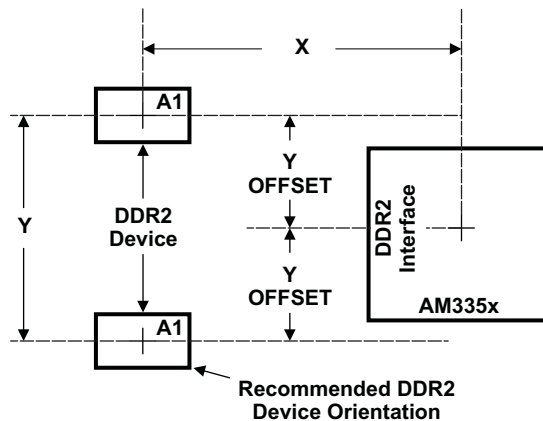 X
A1
Y
OFFSET
Y
DDR2
Device
DDR2
Interface
Y
OFFSET
AM335x
A1
Recommended DDR2
Device Orientation